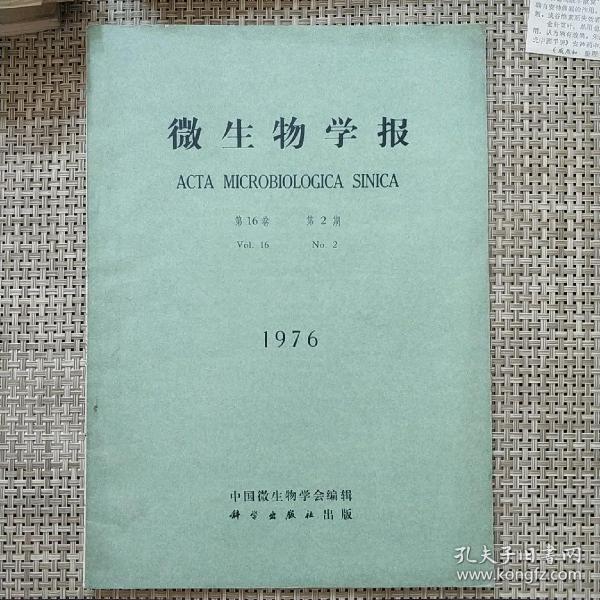 微生物学报
ACTA MICROBIOLOGICA SINICA
第16卷 第2期
Vol. 16 No. 2
1976
中国微生物学会编辑
科学出版社出版
孔夫子旧书网
www.kongfz.com